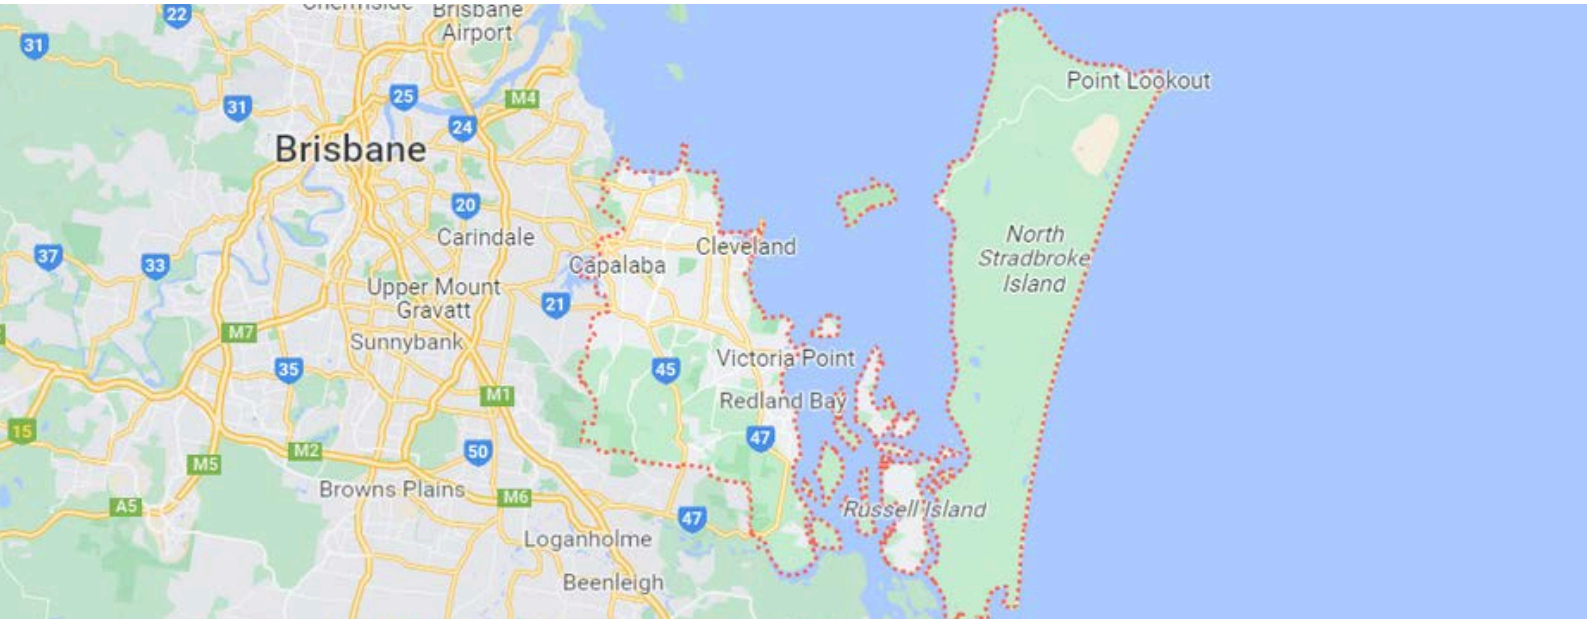 Chermside
Brisbane
Airport
22
31
25
M4
31
24
Point Lookout
Brisbane
20
Carindale
Cleveland
North
Stradbroke
Island
37
33
Capalaba
Upper Mount
Gravatt
21
M7
Sunnybank
Victoria Point
35
45
M1
Redland Bay
15
47
M2
50
M5
Browns Plains
M6
A5
47
Russell Island
Loganholme
Beenleigh